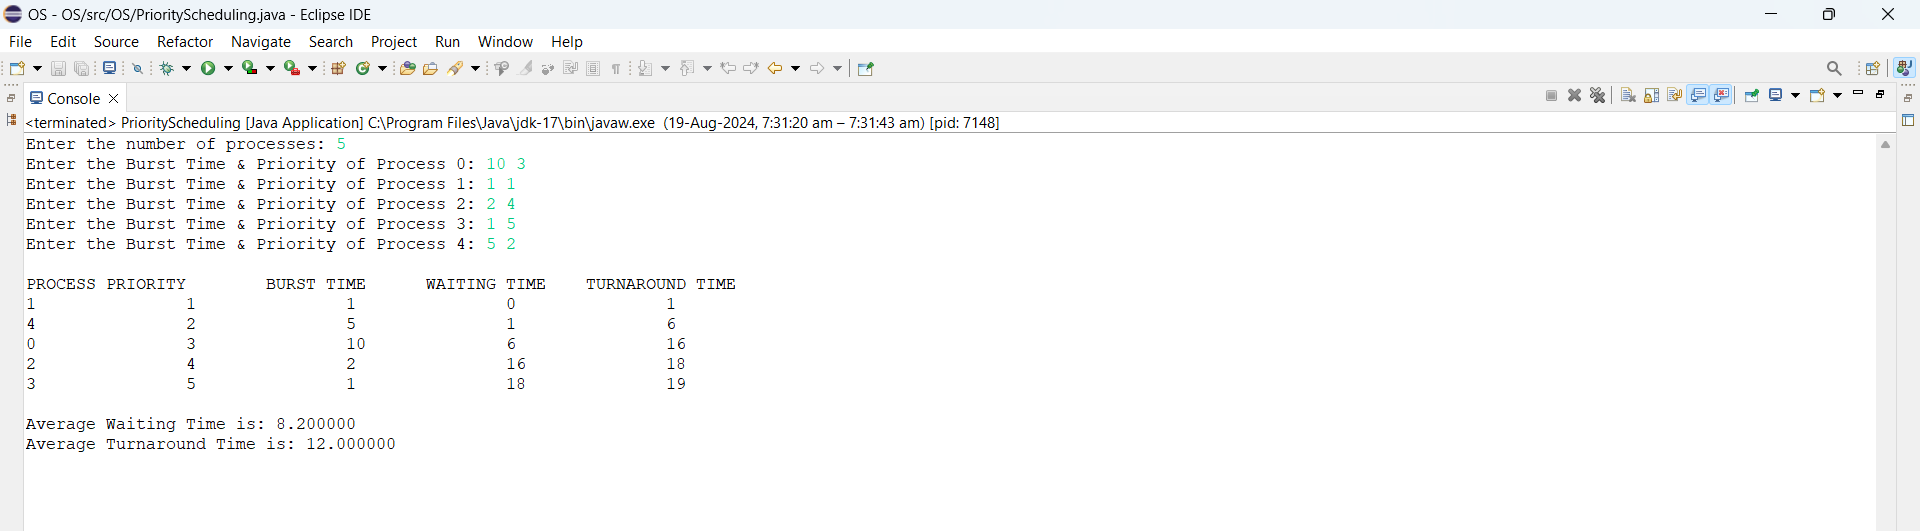 OS - OS/src/OS/PriorityScheduling.java - Eclipse IDE
File Edit Source Refactor Navigate Search Project Run Window Help
Console
<terminated> PriorityScheduling [Java Application] C:\Program Files\Java\jdk-17\bin\javaw.exe (19-Aug-2024, 7:31:20 am – 7:31:43 am) [pid: 7148]
Enter the number of processes: 5
Enter the Burst Time & Priority of Process 0: 10 3
Enter the Burst Time & Priority of Process 1: 1 1
Enter the Burst Time & Priority of Process 2: 2 4
Enter the Burst Time & Priority of Process 3: 1 5
Enter the Burst Time & Priority of Process 4: 5 2
PROCESS PRIORITY BURST TIME WAITING TIME TURNAROUND TIME
1 1 1 0 1
4 2 5 1 6
0 3 10 6 16
2 4 2 16 18
3 5 1 18 19
Average Waiting Time is: 8.200000
Average Turnaround Time is: 12.000000